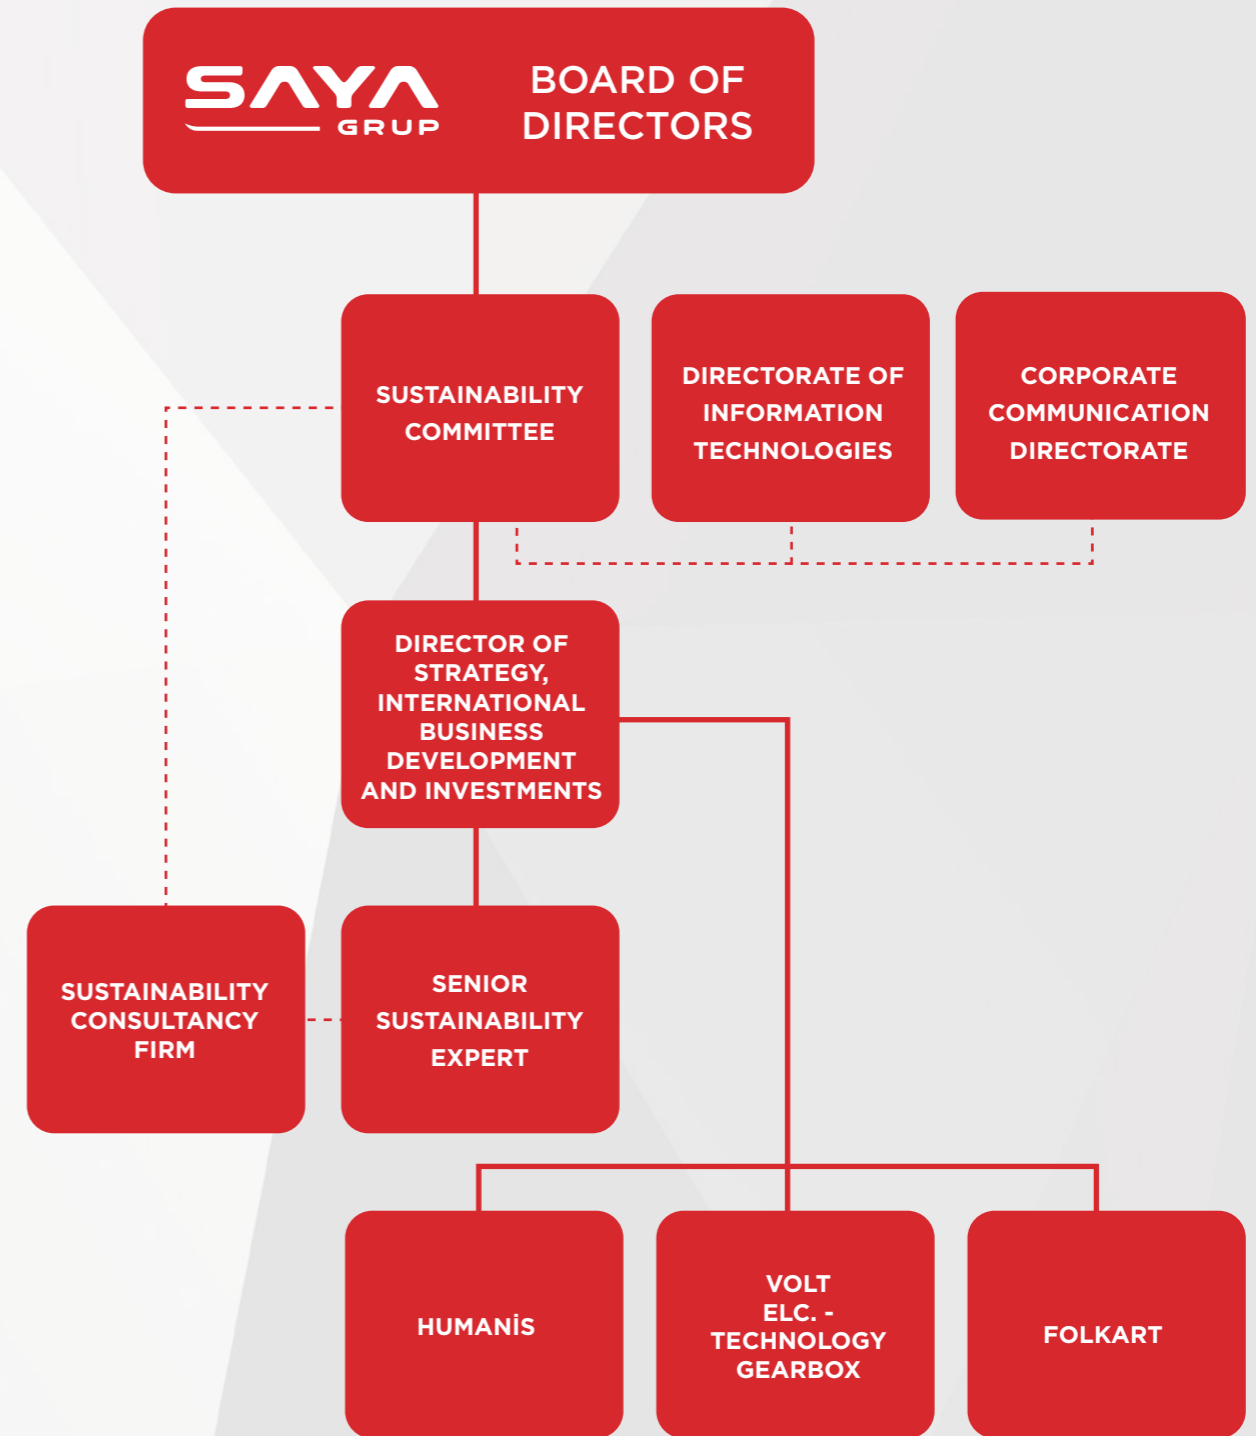 SAYA
GRUP
BOARD OF
DIRECTORS
SUSTAINABILITY
COMMITTEE
DIRECTORATE OF
INFORMATION
TECHNOLOGIES
CORPORATE
COMMUNICATION
DIRECTORATE
DIRECTOR OF
STRATEGY,
INTERNATIONAL
BUSINESS
DEVELOPMENT
AND INVESTMENTS
SUSTAINABILITY
CONSULTANCY
FIRM
SENIOR
SUSTAINABILITY
EXPERT
HUMANİS
VOLT
ELC. -
TECHNOLOGY
GEARBOX
FOLKART